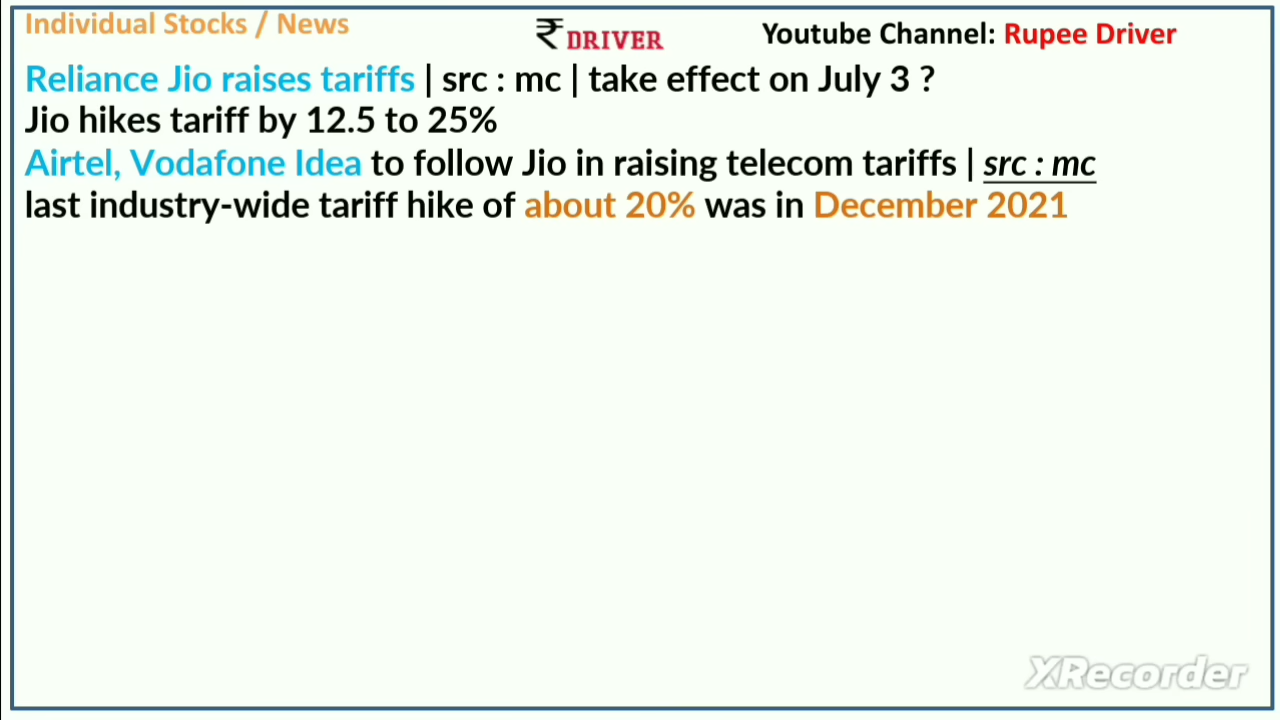 Individual Stocks / News
₹ DRIVER
Youtube Channel: Rupee Driver
Reliance Jio raises tariffs | src : mc | take effect on July 3 ?
Jio hikes tariff by 12.5 to 25%
Airtel, Vodafone Idea to follow Jio in raising telecom tariffs | src : mc
last industry-wide tariff hike of about 20% was in December 2021
XRecorder